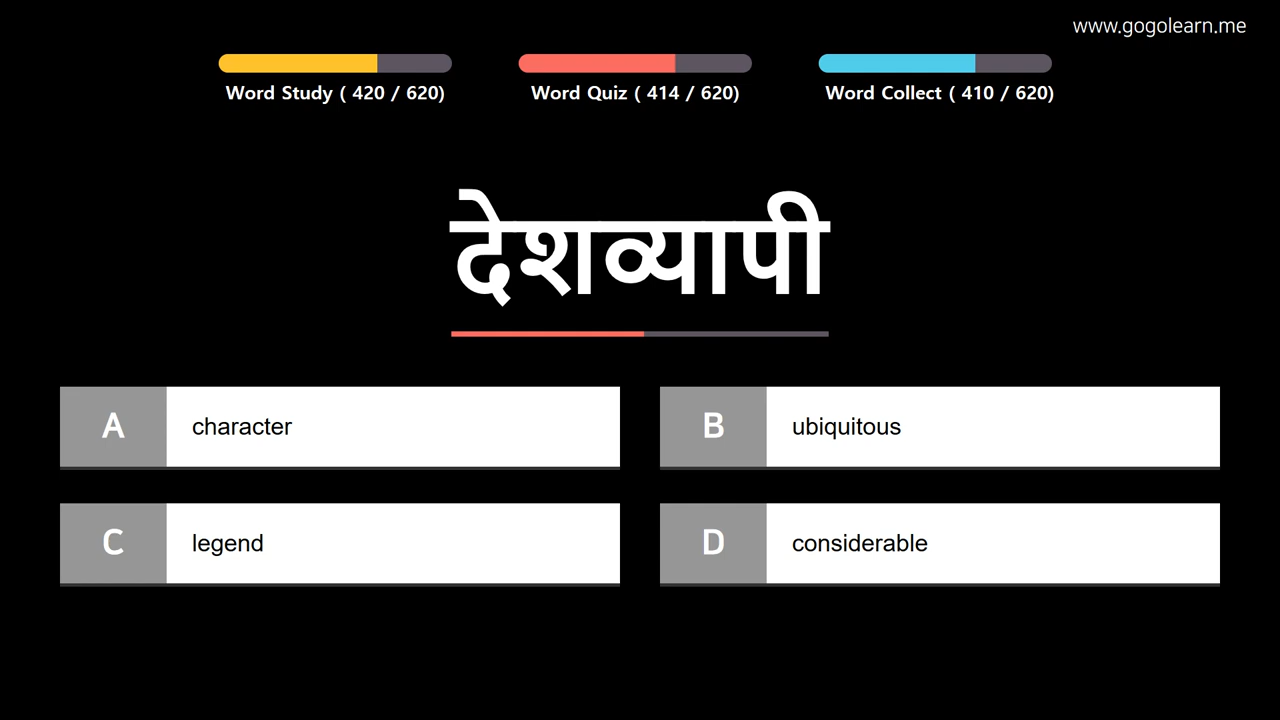 www.gogolearn.me
Word Study ( 420 / 620)
Word Quiz ( 414 / 620)
Word Collect ( 410 / 620)
देशव्यापी
A character
B ubiquitous
C legend
D considerable